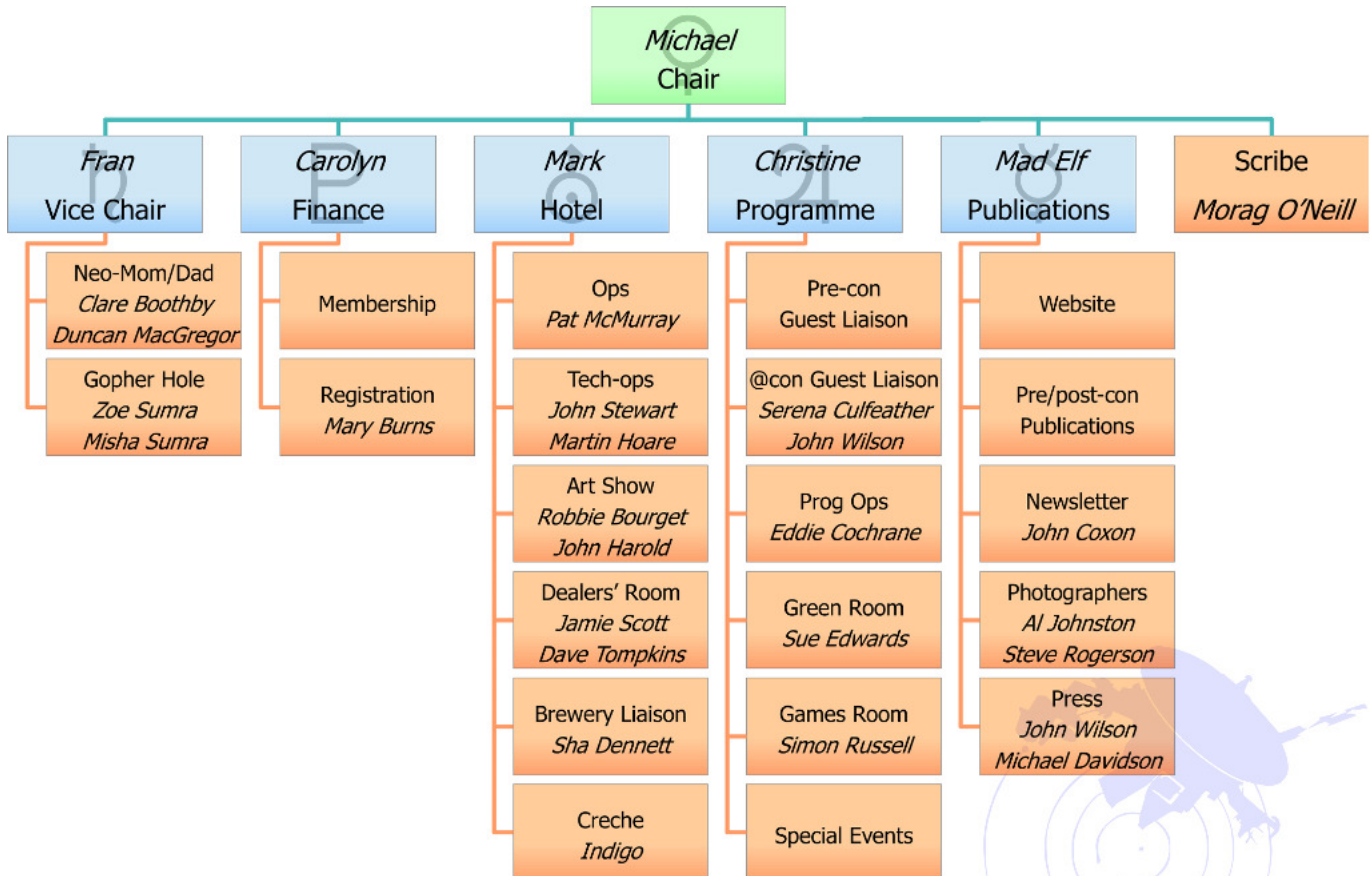 Michael
Chair
Fran
Vice Chair
Carolyn
Finance
Mark
Hotel
Christine
Programme
Mad Elf
Publications
Scribe
Morag O'Neill
Neo-Mom/Dad
Clare Boothby
Duncan MacGregor
Gopher Hole
Zoe Sumra
Misha Sumra
Membership
Registration
Mary Burns
Ops
Pat McMurray
Tech-ops
John Stewart
Martin Hoare
Art Show
Robbie Bourget
John Harold
Dealers' Room
Jamie Scott
Dave Tompkins
Brewery Liaison
Sha Dennett
Creche
Indigo
Pre-con
Guest Liaison
@con Guest Liaison
Serena Culfeather
John Wilson
Prog Ops
Eddie Cochrane
Green Room
Sue Edwards
Games Room
Simon Russell
Special Events
Website
Pre/post-con
Publications
Newsletter
John Coxon
Photographers
Al Johnston
Steve Rogerson
Press
John Wilson
Michael Davidson